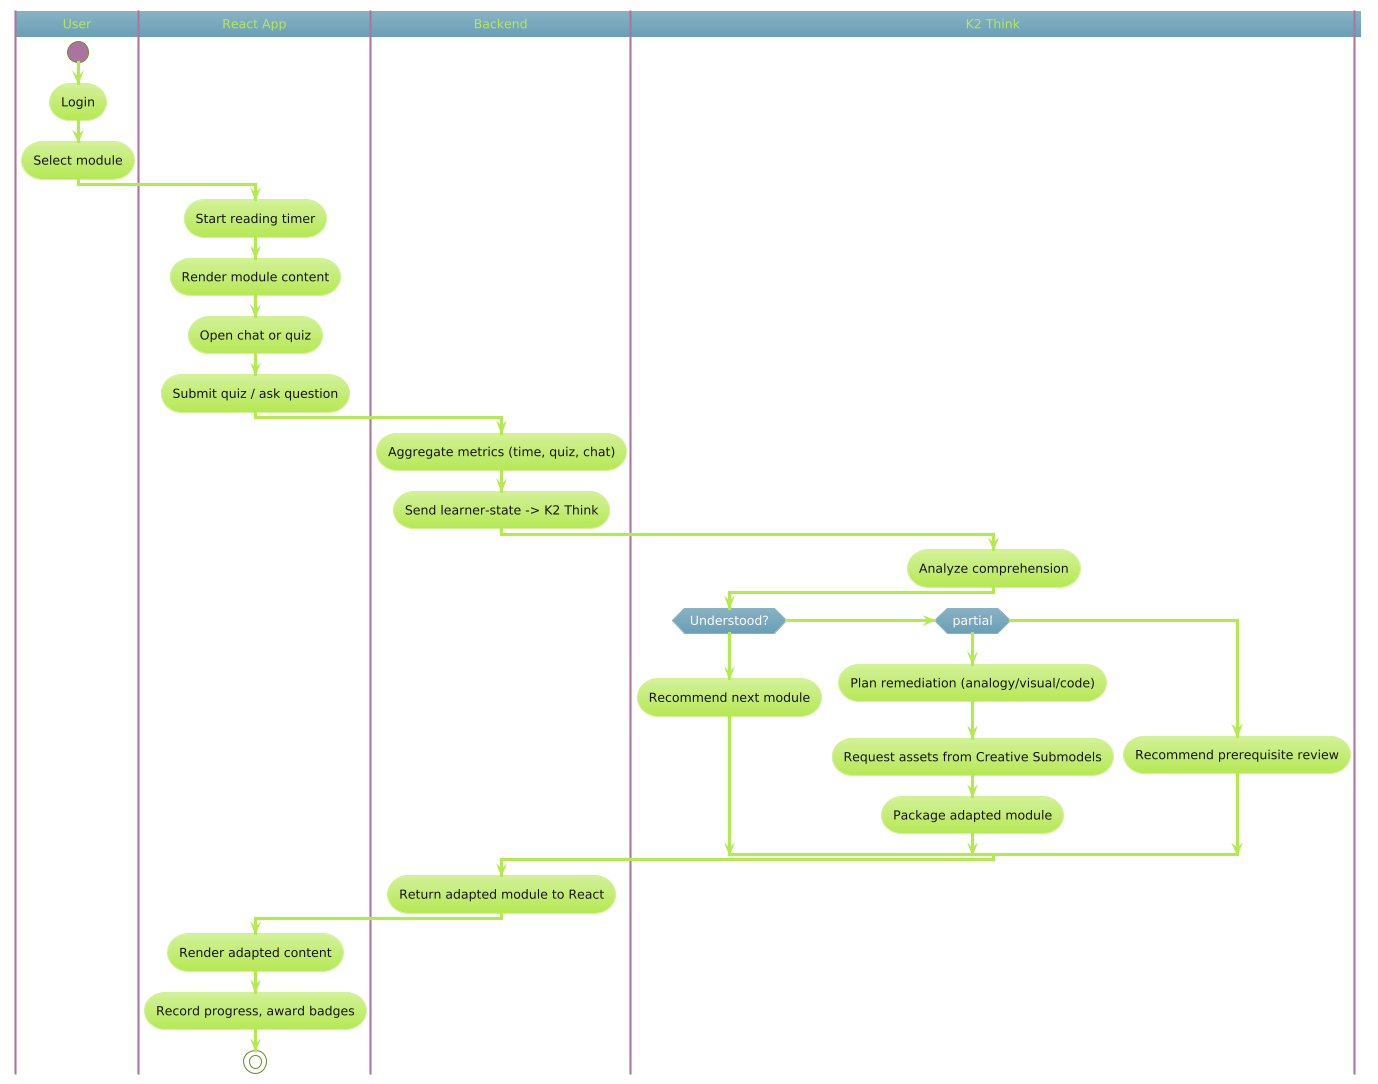 User
React App
Backend
K2 Think
Login
Select module
Start reading timer
Render module content
Open chat or quiz
Submit quiz / ask question
Aggregate metrics (time, quiz, chat)
Send learner-state -> K2 Think
Analyze comprehension
Understood?
partial
Plan remediation (analogy/visual/code)
Recommend next module
Request assets from Creative Submodels
Recommend prerequisite review
Package adapted module
Return adapted module to React
Render adapted content
Record progress, award badges